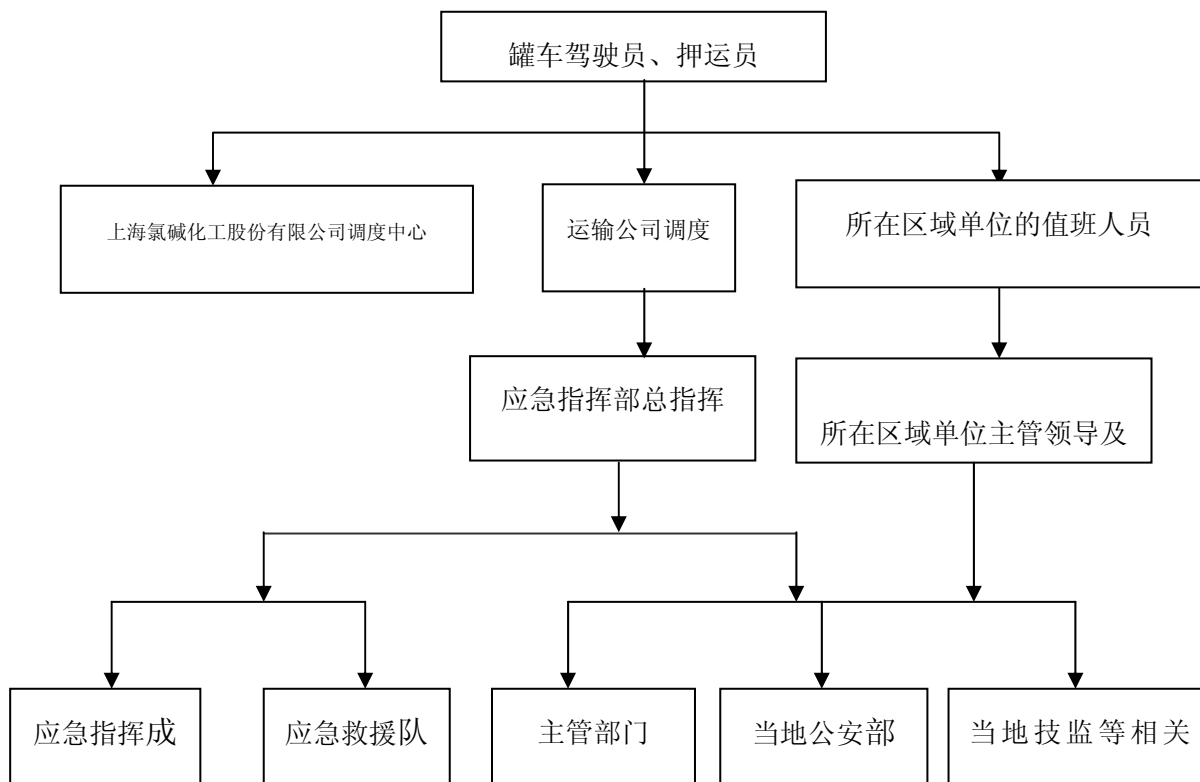 罐车驾驶员、押运员
上海氯碱化工股份有限公司调度中心
运输公司调度
所在区域单位的值班人员
应急指挥部总指挥
所在区域单位主管领导及
应急指挥成
应急救援队
主管部门
当地公安部
当地技监等相关